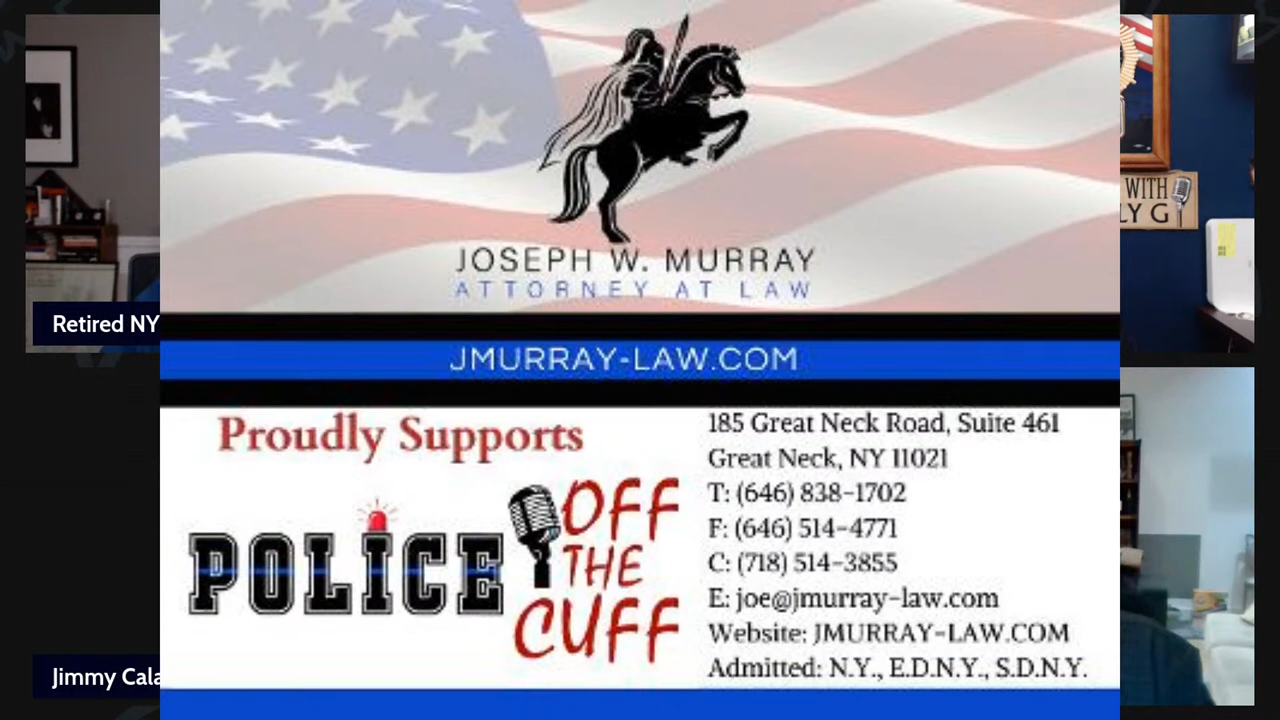 JOSEPH W. MURRAY
ATTORNEY AT LAW
JMURRAY-LAW.COM
Proudly Supports
POLICE
OFF
THE
CUFF
185 Great Neck Road, Suite 461
Great Neck, NY 11021
T: (646) 838-1702
F: (646) 514-4771
C: (718) 514-3855
E: joe@jmurray-law.com
Website: JMURRAY-LAW.COM
Admitted: N.Y., E.D.N.Y., S.D.N.Y.
Retired NY
Jimmy Cala
WITH
LY G